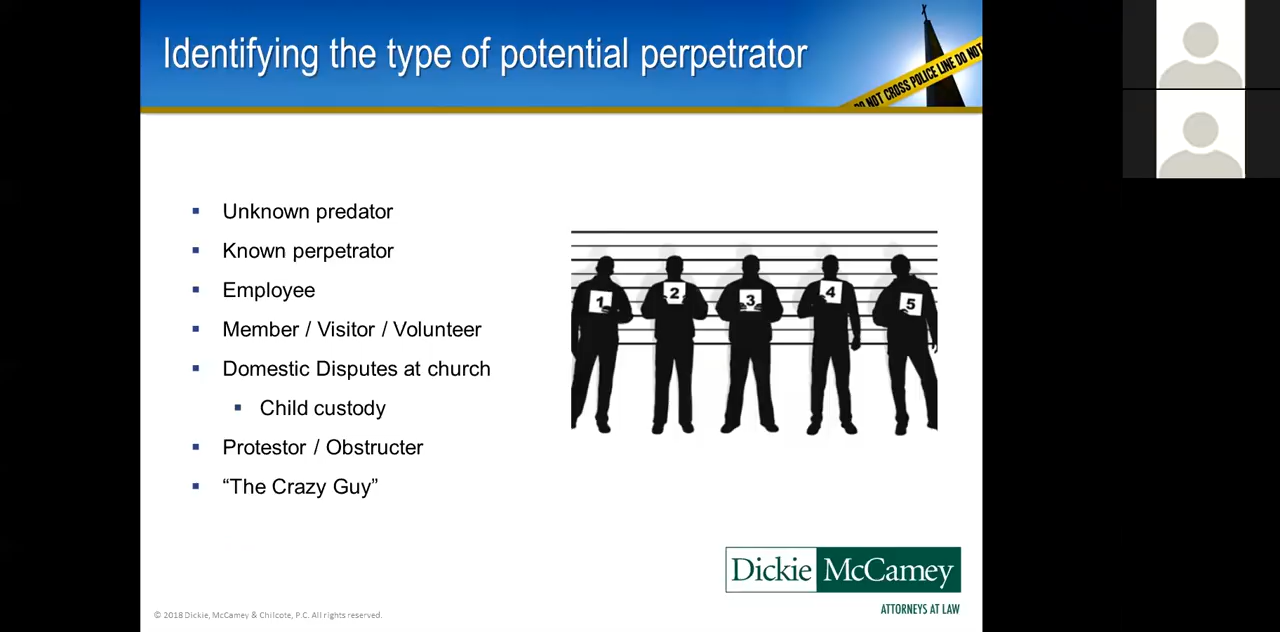 Identifying the type of potential perpetrator
DO NOT CROSS POLICE LINE DO NOT
Unknown predator
Known perpetrator
Employee
Member / Visitor / Volunteer
Domestic Disputes at church
Child custody
Protestor / Obstructer
“The Crazy Guy”
1 2 3 4 5
Dickie McCamey
ATTORNEYS AT LAW
© 2018 Dickie, McCamey & Chilcote, P.C. All rights reserved.